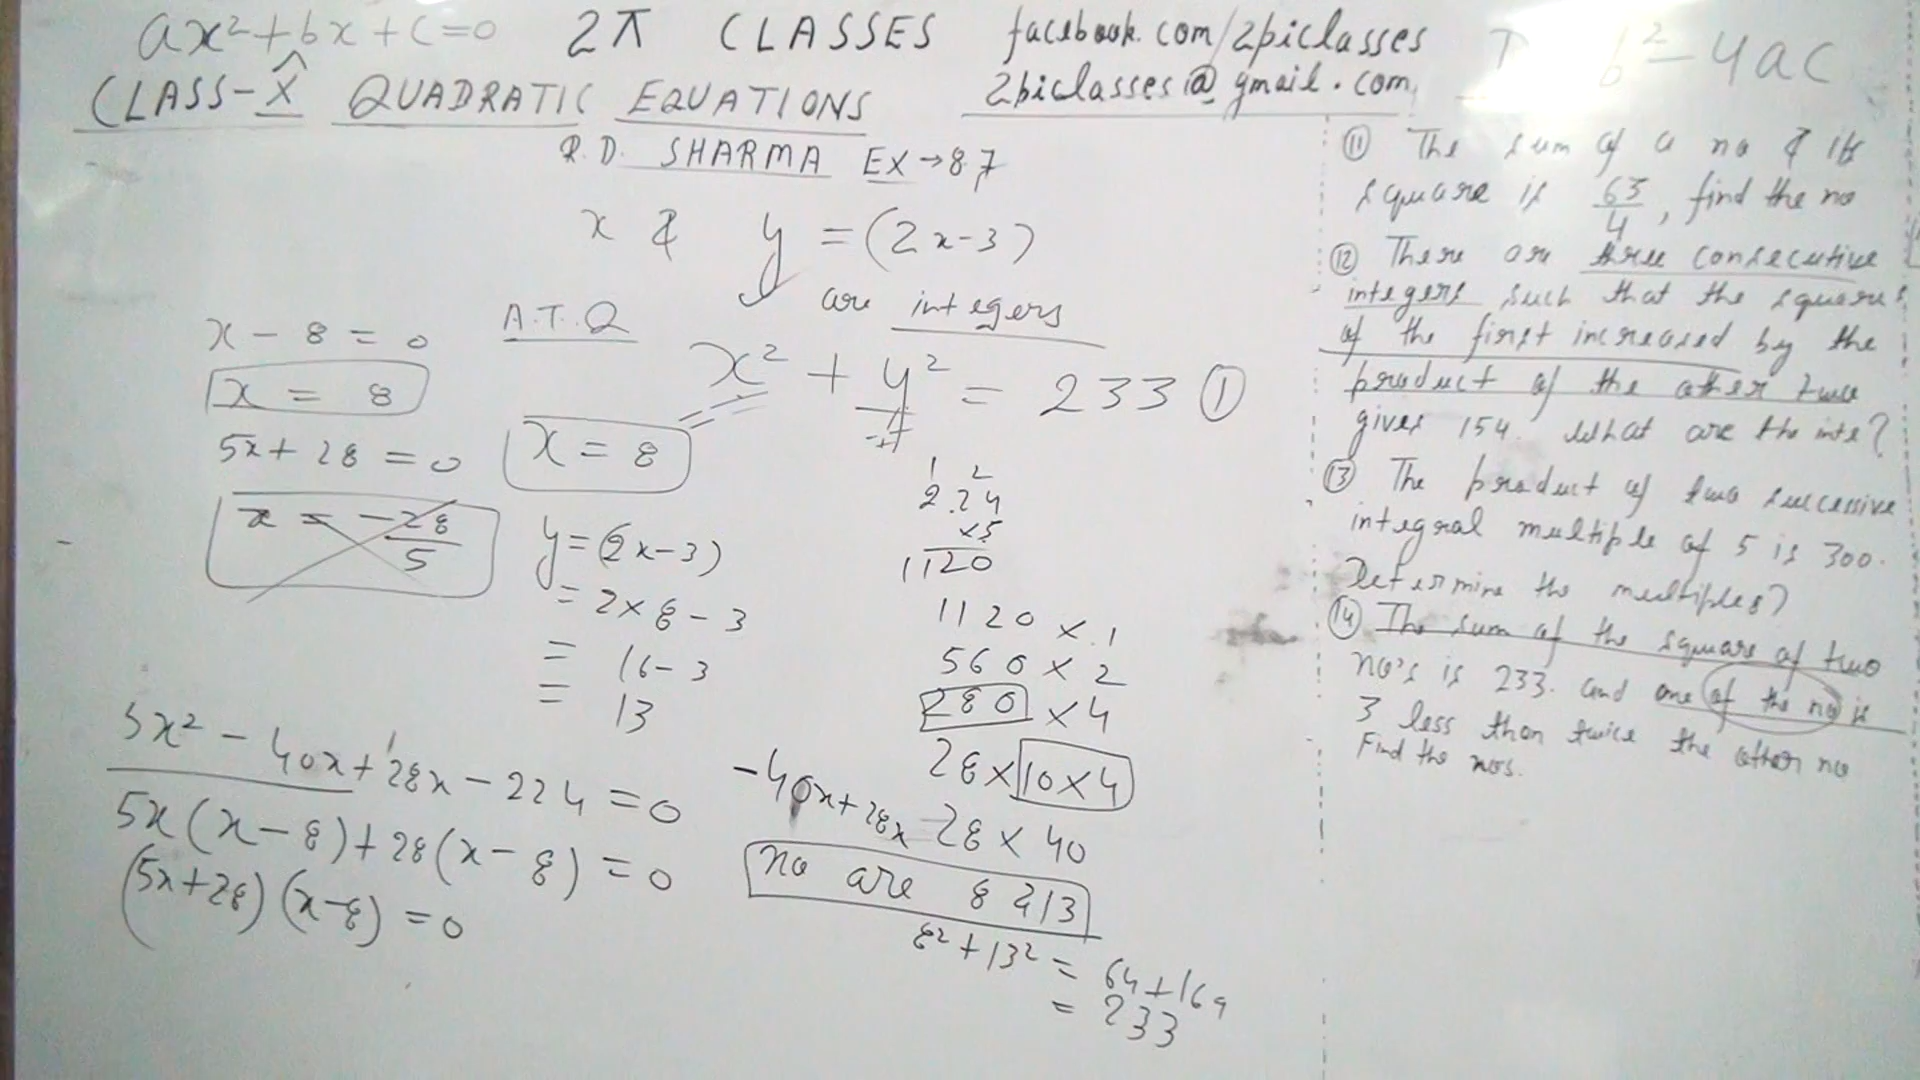 ax²+bx+c=0 2π CLASSES facebook.com/2piclasses b²-4ac
CLASS-X QUADRATIC EQUATIONS 2piclasses@gmail.com
R.D. SHARMA EX→8.7
x & y = (2x-3)
are integers
A.T.Q
x² + y² = 233 ①
x - 8 = 0
x = 8
5x + 28 = 0
x = -28/5
x = 8
y = (2x-3)
= 2×8-3
= 16-3
= 13
1 2
224
×5
1120
1120 × 1
560 × 2
280 × 4
28×10×4
28 × 40
-40x+28x
5x² - 40x + 28x - 224 = 0
5x(x-8)+28(x-8) = 0
(5x+28)(x-8) = 0
no are 8 & 13
8²+13² = 64+169
= 233
⑪ The sum of a no & its
square is 63/4, find the no
⑫ There are three consecutive
integers such that the square
of the first increased by the
product of the other two
gives 154. What are the inte?
⑬ The product of two successive
integral multiple of 5 is 300.
Determine the multiples?
⑭ The sum of the square of two
no's is 233. and one of the no is
3 less than twice the other no
Find the nos.